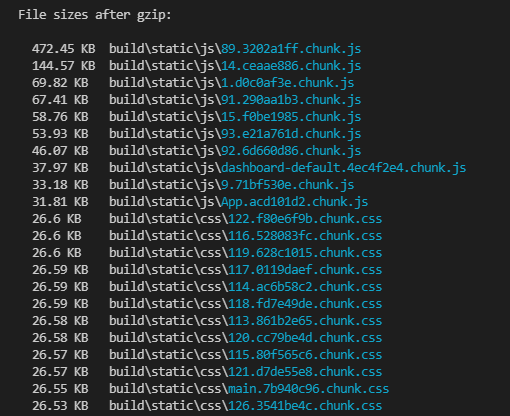 File sizes after gzip:
472.45 KB build\static\js\89.3202a1ff.chunk.js
144.57 KB build\static\js\14.ceaae886.chunk.js
69.82 KB build\static\js\1.d0c0af3e.chunk.js
67.41 KB build\static\js\91.290aa1b3.chunk.js
58.76 KB build\static\js\15.f0be1985.chunk.js
53.93 KB build\static\js\93.e21a761d.chunk.js
46.07 KB build\static\js\92.6d660d86.chunk.js
37.97 KB build\static\js\dashboard-default.4ec4f2e4.chunk.js
33.18 KB build\static\js\9.71bf530e.chunk.js
31.81 KB build\static\js\App.acd101d2.chunk.js
26.6 KB build\static\css\122.f80e6f9b.chunk.css
26.6 KB build\static\css\116.528083fc.chunk.css
26.6 KB build\static\css\119.628c1015.chunk.css
26.59 KB build\static\css\117.0119daef.chunk.css
26.59 KB build\static\css\114.ac6b58c2.chunk.css
26.59 KB build\static\css\118.fd7e49de.chunk.css
26.58 KB build\static\css\113.861b2e65.chunk.css
26.58 KB build\static\css\120.cc79be4d.chunk.css
26.57 KB build\static\css\115.80f565c6.chunk.css
26.57 KB build\static\css\121.d7de55e8.chunk.css
26.55 KB build\static\css\main.7b940c96.chunk.css
26.53 KB build\static\css\126.3541be4c.chunk.css